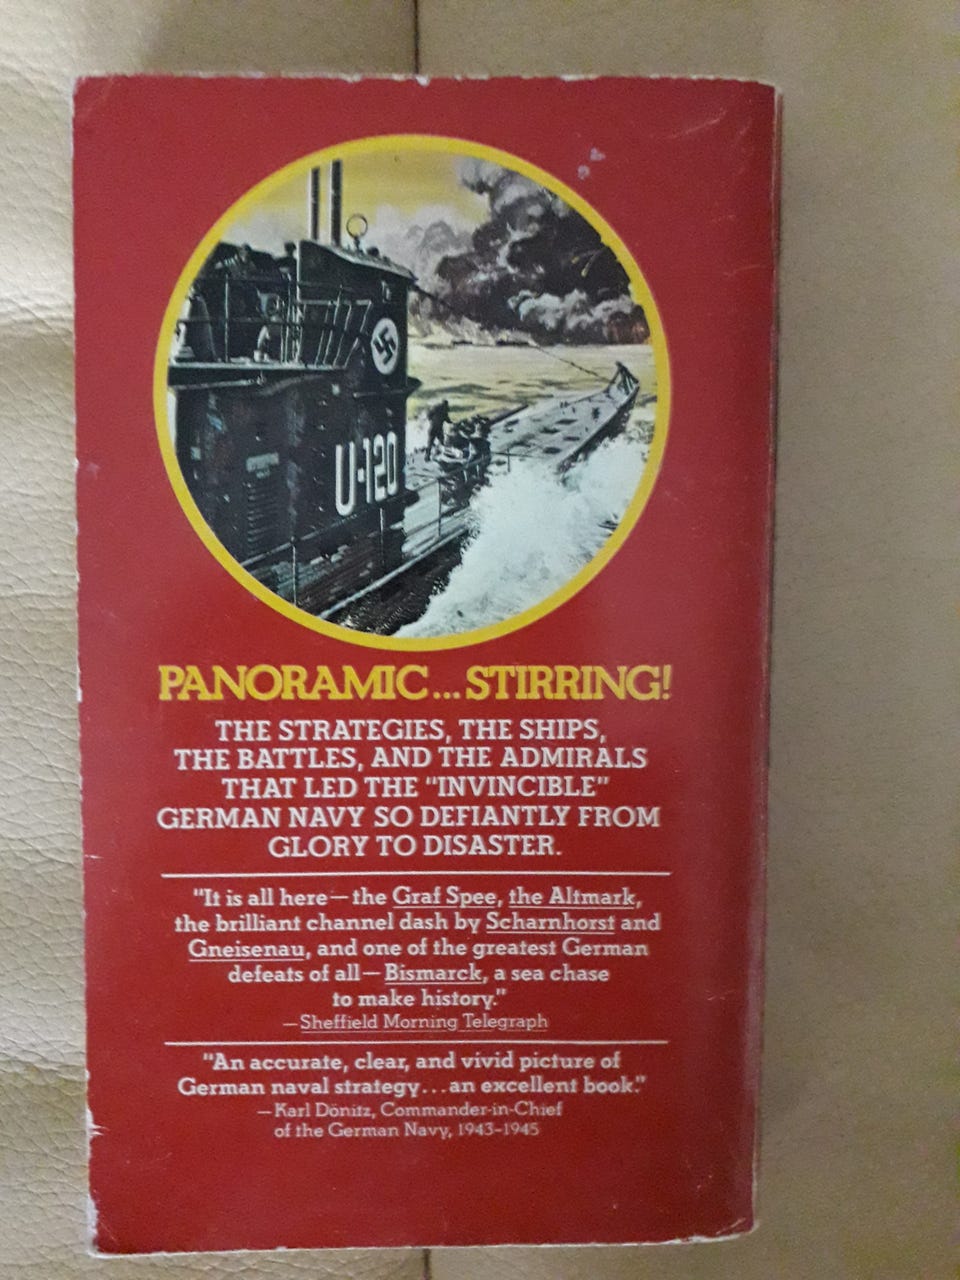 U-120
PANORAMIC...STIRRING!
THE STRATEGIES, THE SHIPS,
THE BATTLES, AND THE ADMIRALS
THAT LED THE "INVINCIBLE"
GERMAN NAVY SO DEFIANTLY FROM
GLORY TO DISASTER.
"It is all here—the Graf Spee, the Altmark,
the brilliant channel dash by Scharnhorst and
Gneisenau, and one of the greatest German
defeats of all—Bismarck, a sea chase
to make history."
—Sheffield Morning Telegraph
"An accurate, clear, and vivid picture of
German naval strategy...an excellent book."
—Karl Dönitz, Commander-in-Chief
of the German Navy, 1943-1945